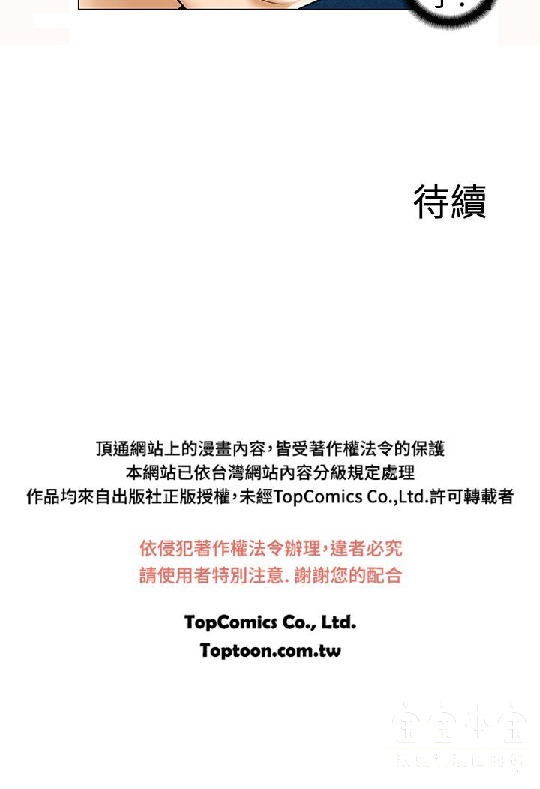 了!
待續
頂通網站上的漫畫內容,皆受著作權法令的保護
本網站已依台灣網站內容分級規定處理
作品均來自出版社正版授權,未經TopComics Co.,Ltd.許可轉載者
依侵犯著作權法令辦理,違者必究
請使用者特別注意. 謝謝您的配合
TopComics Co., Ltd.
Toptoon.com.tw